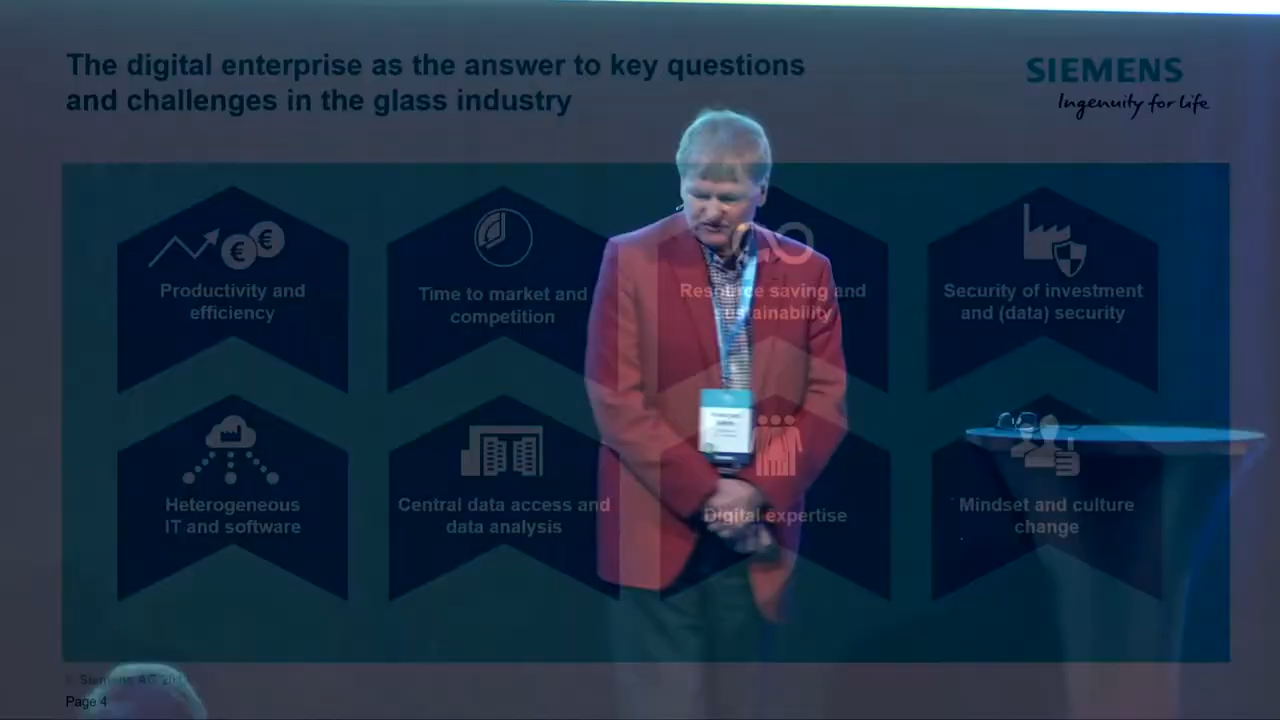 The digital enterprise as the answer to key questions
and challenges in the glass industry
SIEMENS
Ingenuity for life
Productivity and
efficiency
Time to market and
competition
Resource saving and
sustainability
Security of investment
and (data) security
Heterogeneous
IT and software
Central data access and
data analysis
Digital expertise
Mindset and culture
change
© Siemens AG
Page 4